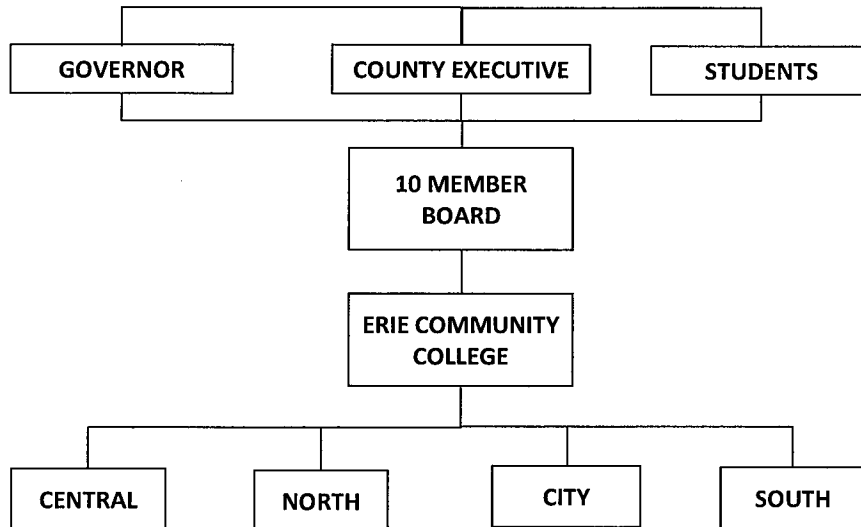 GOVERNOR
COUNTY EXECUTIVE
STUDENTS
10 MEMBER
BOARD
ERIE COMMUNITY
COLLEGE
CENTRAL
NORTH
CITY
SOUTH